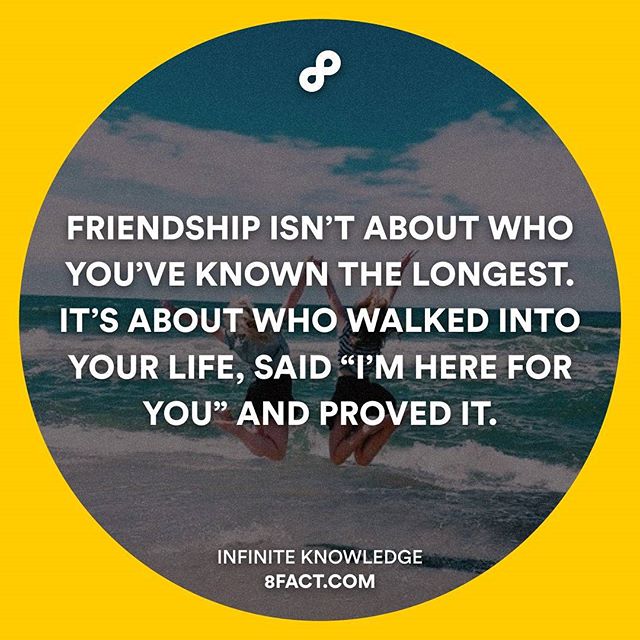 FRIENDSHIP ISN’T ABOUT WHO
YOU’VE KNOWN THE LONGEST.
IT’S ABOUT WHO WALKED INTO
YOUR LIFE, SAID “I’M HERE FOR
YOU” AND PROVED IT.
INFINITE KNOWLEDGE
8FACT.COM